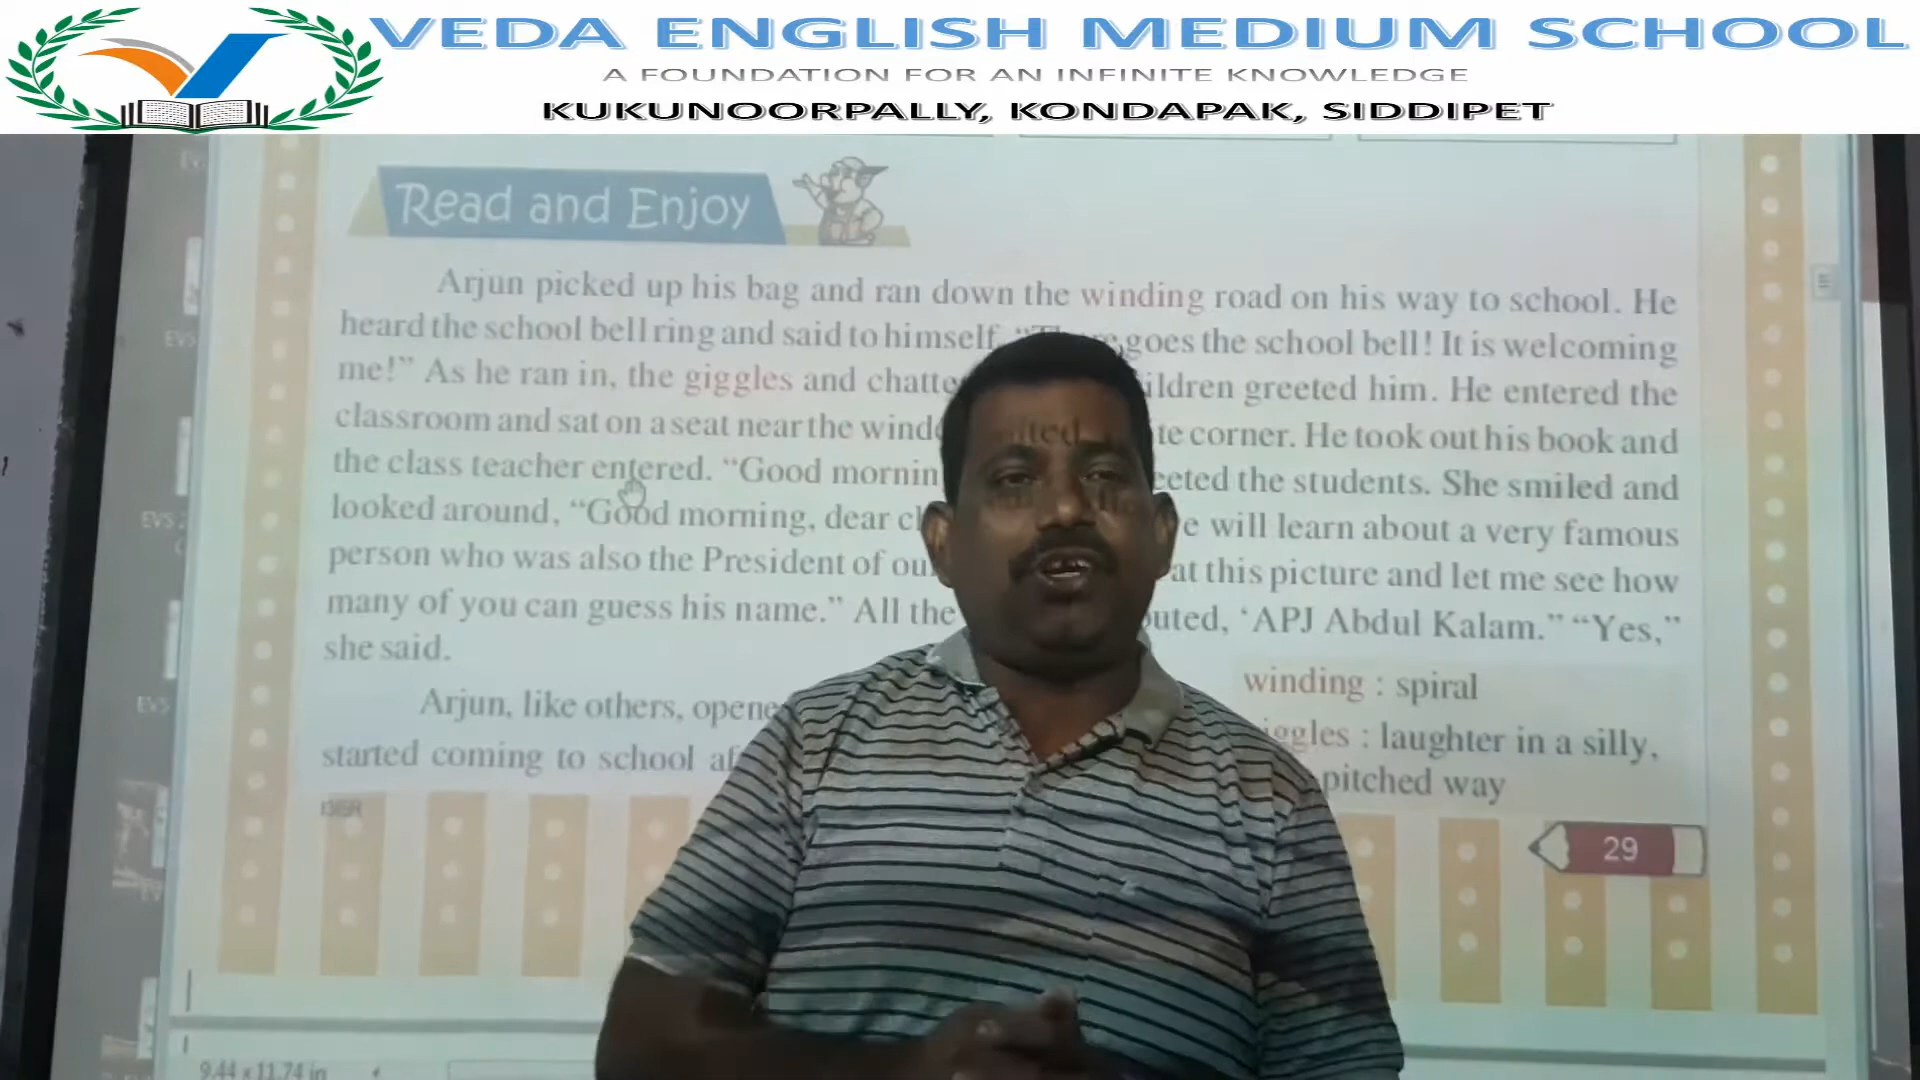 VEDA ENGLISH MEDIUM SCHOOL
A FOUNDATION FOR AN INFINITE KNOWLEDGE
KUKUNOORPALLY, KONDAPAK, SIDDIPET
Read and Enjoy
Arjun picked up his bag and ran down the winding road on his way to school. He
heard the school bell ring and said to himself, goes the school bell! It is welcoming
me!" As he ran in, the giggles and greeted him. He entered the
classroom and sat on a seat near the corner. He took out his book and
the class teacher entered. "Good the students. She smiled and
looked around, "Good morning, dear will learn about a very famous
person who was also the President of at this picture and let me see how
many of you can guess his name." All the 'APJ Abdul Kalam." "Yes,"
she said.
winding : spiral
Arjun, like others,
: laughter in a silly,
started coming to school
pitched way
29
9.44 x 11.74 in